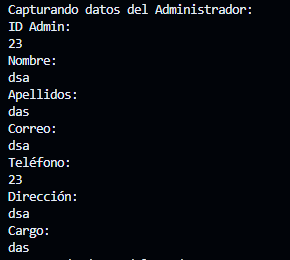 Capturando datos del Administrador:
ID Admin:
23
Nombre:
dsa
Apellidos:
das
Correo:
dsa
Teléfono:
23
Dirección:
dsa
Cargo:
das